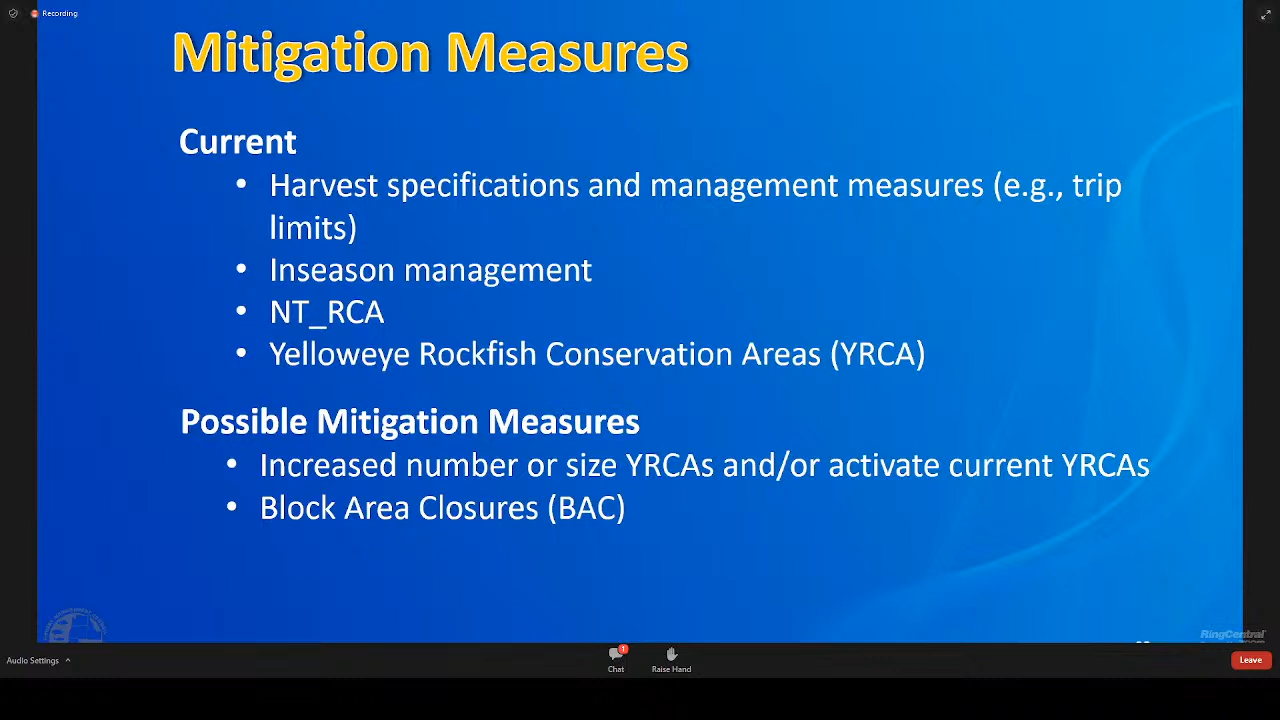 Recording
Mitigation Measures
Current
• Harvest specifications and management measures (e.g., trip
limits)
• Inseason management
• NT_RCA
• Yelloweye Rockfish Conservation Areas (YRCA)
Possible Mitigation Measures
• Increased number or size YRCAs and/or activate current YRCAs
• Block Area Closures (BAC)
RingCentral
Audio Settings
1
Chat
Raise Hand
Leave